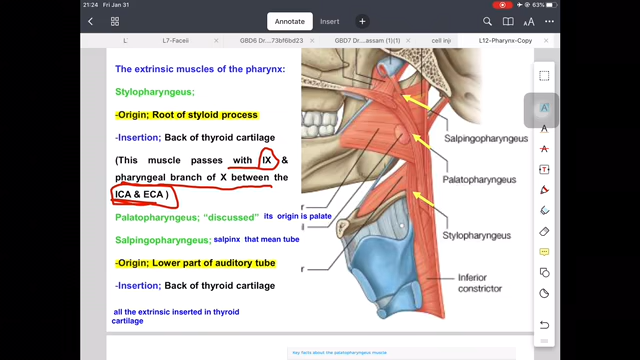 21:24 Fri Jan 31
63%
Annotate Insert
L7-Faceii
GBD6 Dr....73bf6bd23
GBD7 Dr....assam (1)(1)
cell inji
L12-Pharynx-Copy
The extrinsic muscles of the pharynx:
Stylopharyngeus;
-Origin; Root of styloid process
-Insertion; Back of thyroid cartilage
(This muscle passes with IX &
pharyngeal branch of X between the
ICA & ECA )
Palatopharyngeus; “discussed” its origin is palate
Salpingopharyngeus; salpinx that mean tube
-Origin; Lower part of auditory tube
-Insertion; Back of thyroid cartilage
all the extrinsic inserted in thyroid
cartilage
Salpingopharyngeus
Palatopharyngeus
Stylopharyngeus
Inferior
constrictor
key facts about the palatopharyngeus muscle